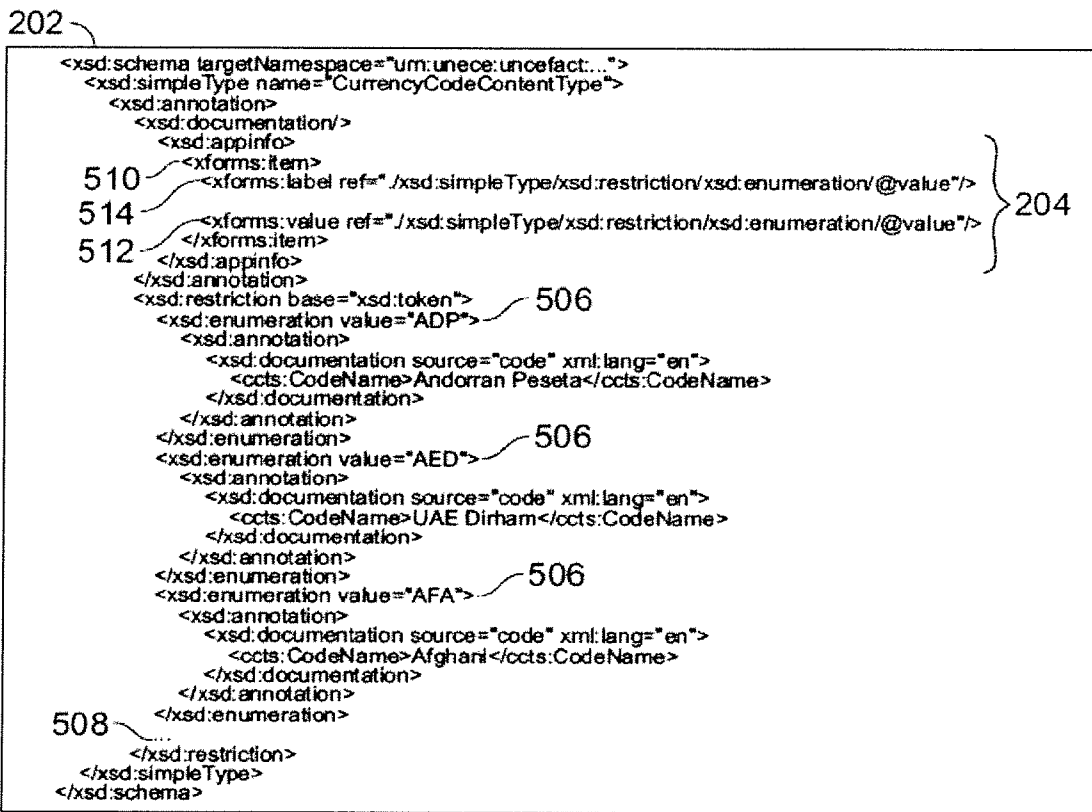 202
<xsd:schema targetNamespace="urn:unece:uncefact:...">
<xsd:simpleType name="CurrencyCodeContentType">
<xsd:annotation>
<xsd:documentation/>
<xsd:appinfo>
510 <xforms:item>
514 <xforms:label ref="./xsd:simpleType/xsd:restriction/xsd:enumeration/@value"/>
204
512 <xforms:value ref="./xsd:simpleType/xsd:restriction/xsd:enumeration/@value"/>
</xforms:item>
</xsd:appinfo>
</xsd:annotation>
<xsd:restriction base="xsd:token">
<xsd:enumeration value="ADP"> 506
<xsd:annotation>
<xsd:documentation source="code" xml:lang="en">
<ccts:CodeName>Andorran Peseta</ccts:CodeName>
</xsd:documentation>
</xsd:annotation>
</xsd:enumeration>
<xsd:enumeration value="AED"> 506
<xsd:annotation>
<xsd:documentation source="code" xml:lang="en">
<ccts:CodeName>UAE Dirham</ccts:CodeName>
</xsd:documentation>
</xsd:annotation>
</xsd:enumeration>
<xsd:enumeration value="AFA"> 506
<xsd:annotation>
<xsd:documentation source="code" xml:lang="en">
<ccts:CodeName>Afghani</ccts:CodeName>
</xsd:documentation>
</xsd:annotation>
</xsd:enumeration>
508 ...
</xsd:restriction>
</xsd:simpleType>
</xsd:schema>